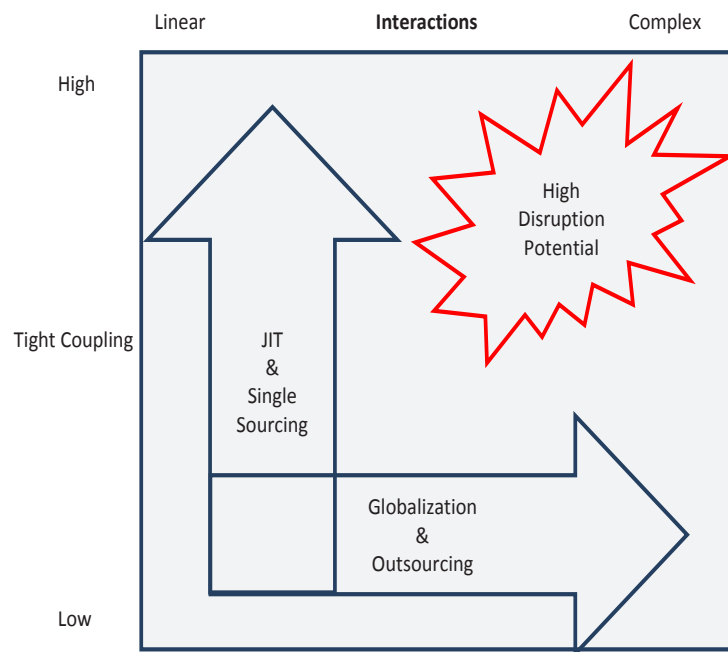 Linear Interactions Complex
High
High
Disruption
Potential
Tight Coupling
JIT
&
Single
Sourcing
Globalization
&
Outsourcing
Low